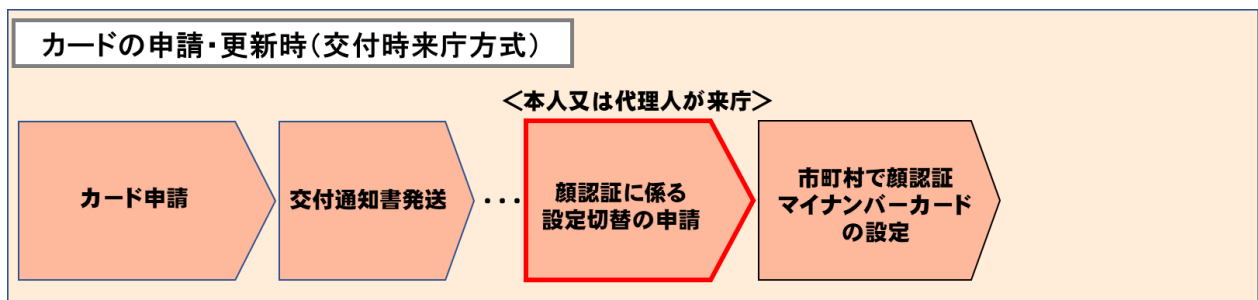 カードの申請・更新時（交付時来庁方式）
＜本人又は代理人が来庁＞
カード申請
交付通知書発送
・・・
顔認証に係る
設定切替の申請
市町村で顔認証
マイナンバーカード
の設定